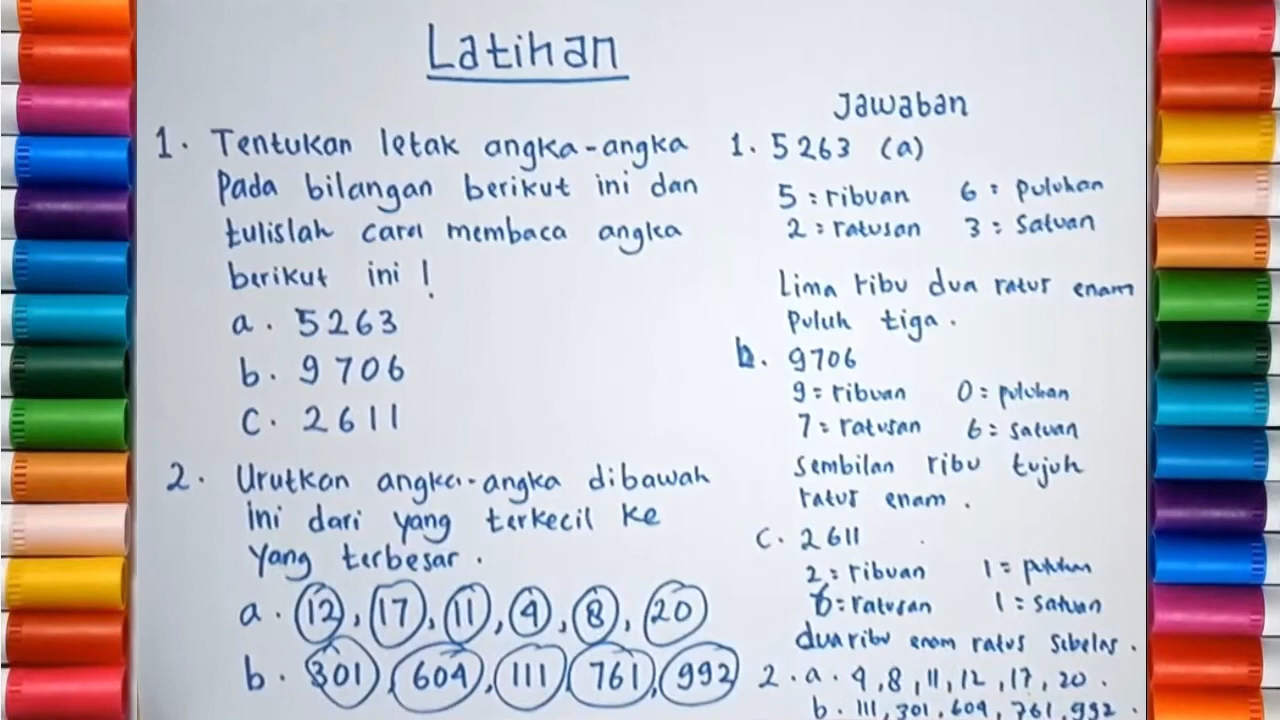 Latihan
1. Tentukan letak angka-angka
pada bilangan berikut ini dan
tulislah cara membaca angka
berikut ini !
a. 5263
b. 9706
c. 2611
2. Urutkan angka-angka dibawah
ini dari yang terkecil ke
yang terbesar .
a. 12, 17, 11, 4, 8, 20
b. 301, 604, 111, 761, 992
Jawaban
1. 5263 (a)
5 = ribuan 6 = puluhan
2 = ratusan 3 = satuan
Lima ribu dua ratus enam
puluh tiga .
b. 9706
9 = ribuan 0 = puluhan
7 = ratusan 6 = satuan
sembilan ribu tujuh
ratus enam .
c. 2611
2 = ribuan 1 = puluhan
6 = ratusan 1 = satuan
dua ribu enam ratus sebelas .
2. a. 4, 8, 11, 12, 17, 20 .
b. 111, 301, 604, 761, 992 .